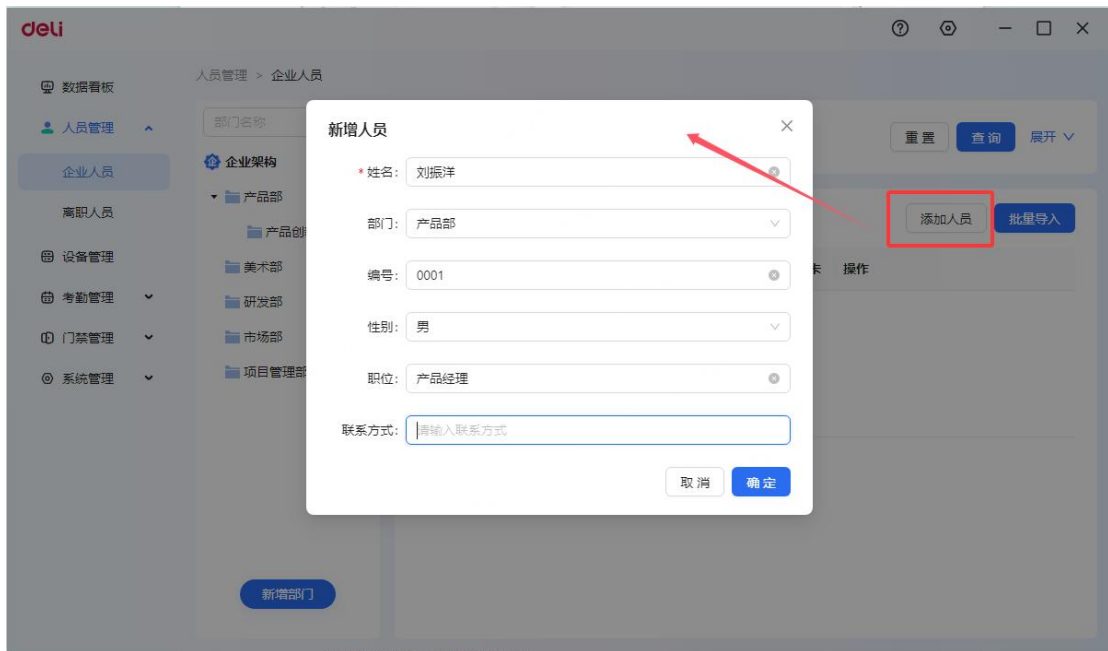 deli
数据看板
人员管理
企业人员
离职人员
设备管理
考勤管理
门禁管理
系统管理
人员管理 > 企业人员
部门名称
企业架构
产品部
产品创
美术部
研发部
市场部
项目管理部
新增部门
重置 查询 展开
添加人员 批量导入
卡 操作
新增人员
*姓名: 刘振洋
部门: 产品部
编号: 0001
性别: 男
职位: 产品经理
联系方式: 请输入联系方式
取消 确定